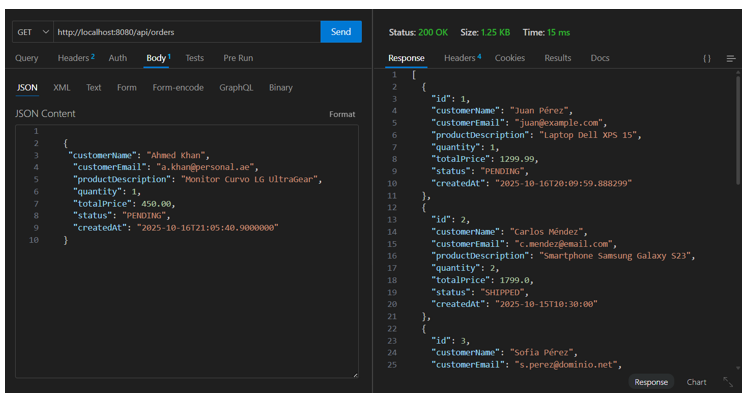 GET http://localhost:8080/api/orders Send
Query Headers 2 Auth Body 1 Tests Pre Run
JSON XML Text Form Form-encode GraphQL Binary
JSON Content Format
1
2 {
3 "customerName": "Ahmed Khan",
4 "customerEmail": "a.khan@personal.ae",
5 "productDescription": "Monitor Curvo LG UltraGear",
6 "quantity": 1,
7 "totalPrice": 450.00,
8 "status": "PENDING",
9 "createdAt": "2025-10-16T21:05:40.9000000"
10 }
Status: 200 OK Size: 1.25 KB Time: 15 ms
Response Headers 4 Cookies Results Docs { }
1 [
2 {
3 "id": 1,
4 "customerName": "Juan Pérez",
5 "customerEmail": "juan@example.com",
6 "productDescription": "Laptop Dell XPS 15",
7 "quantity": 1,
8 "totalPrice": 1299.99,
9 "status": "PENDING",
10 "createdAt": "2025-10-16T20:09:59.888299"
11 },
12 {
13 "id": 2,
14 "customerName": "Carlos Méndez",
15 "customerEmail": "c.mendez@email.com",
16 "productDescription": "Smartphone Samsung Galaxy S23",
17 "quantity": 2,
18 "totalPrice": 1799.0,
19 "status": "SHIPPED",
20 "createdAt": "2025-10-15T10:30:00"
21 },
22 {
23 "id": 3,
24 "customerName": "Sofia Pérez",
25 "customerEmail": "s.perez@dominio.net",
Response Chart